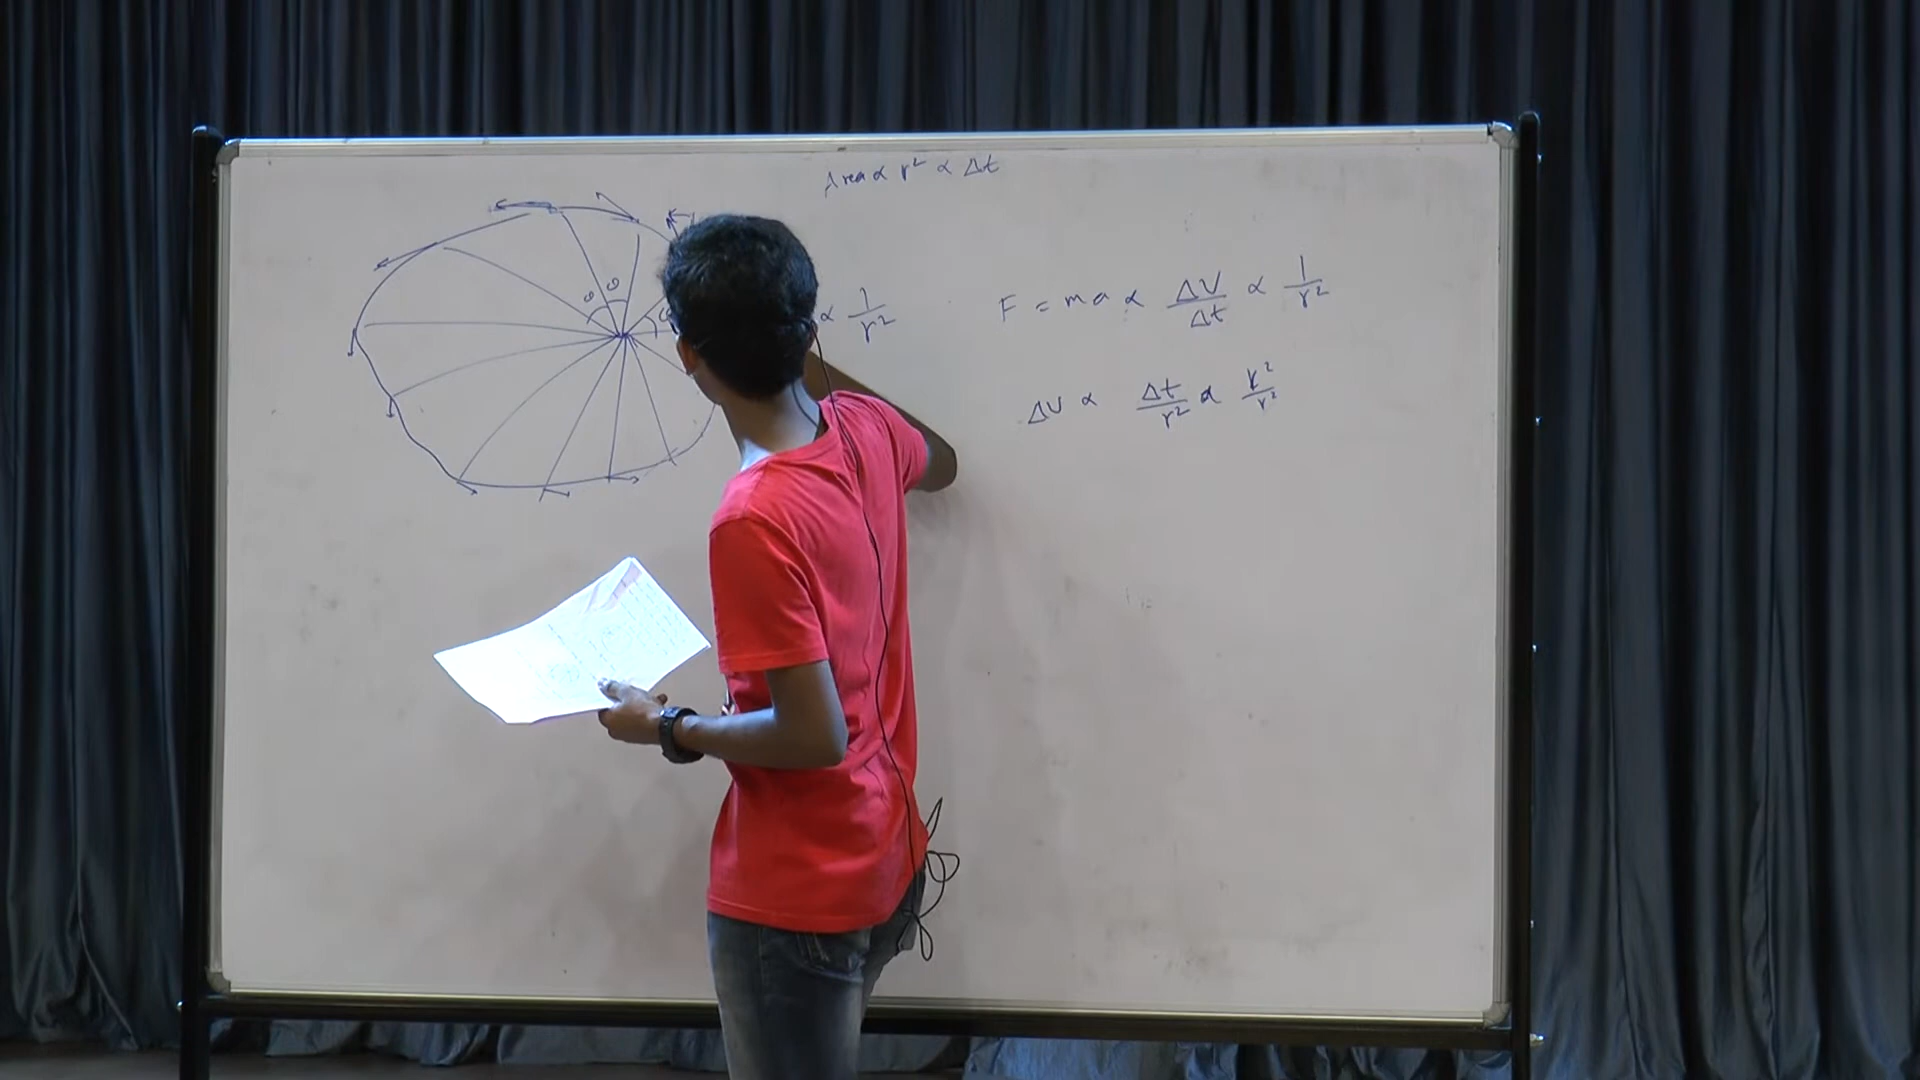 Area ∝ r² ∝ Δt
θ θ
∝ 1/r²
F = ma ∝ ΔV/Δt ∝ 1/r²
ΔV ∝ Δt/r² ∝ r²/r²